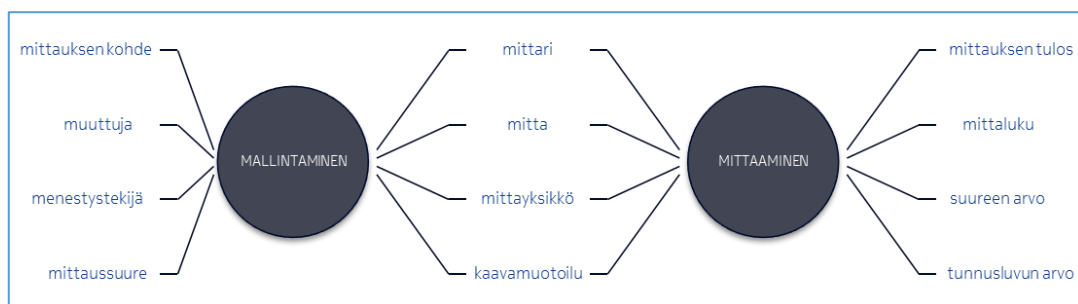 mittauksen kohde
muuttuja
menestystekijä
mittaussuure
MALLINTAMINEN
mittari
mitta
mittayksikkö
kaavamuotoilu
MITTAAMINEN
mittauksen tulos
mittaluku
suureen arvo
tunnusluvun arvo